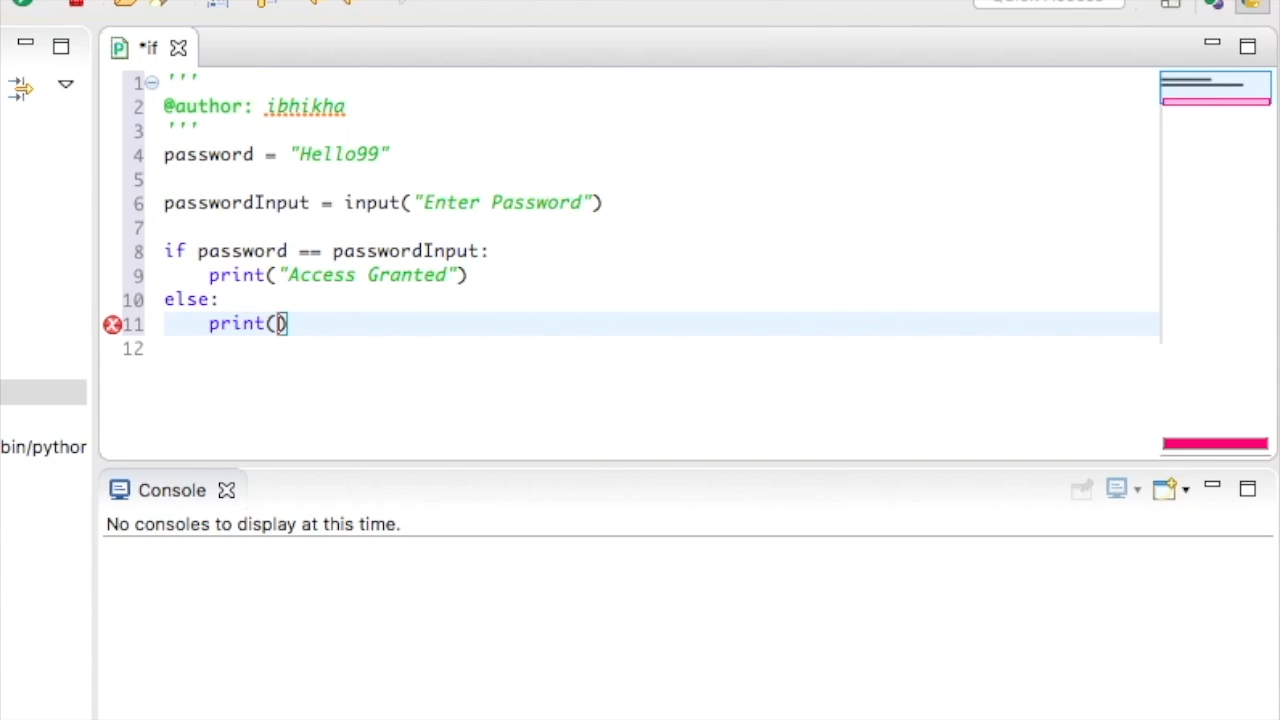 *if
1 '''
2 @author: ibhikha
3 '''
4 password = "Hello99"
5
6 passwordInput = input("Enter Password")
7
8 if password == passwordInput:
9     print("Access Granted")
10 else:
11     print()
12
bin/pythor
Console
No consoles to display at this time.